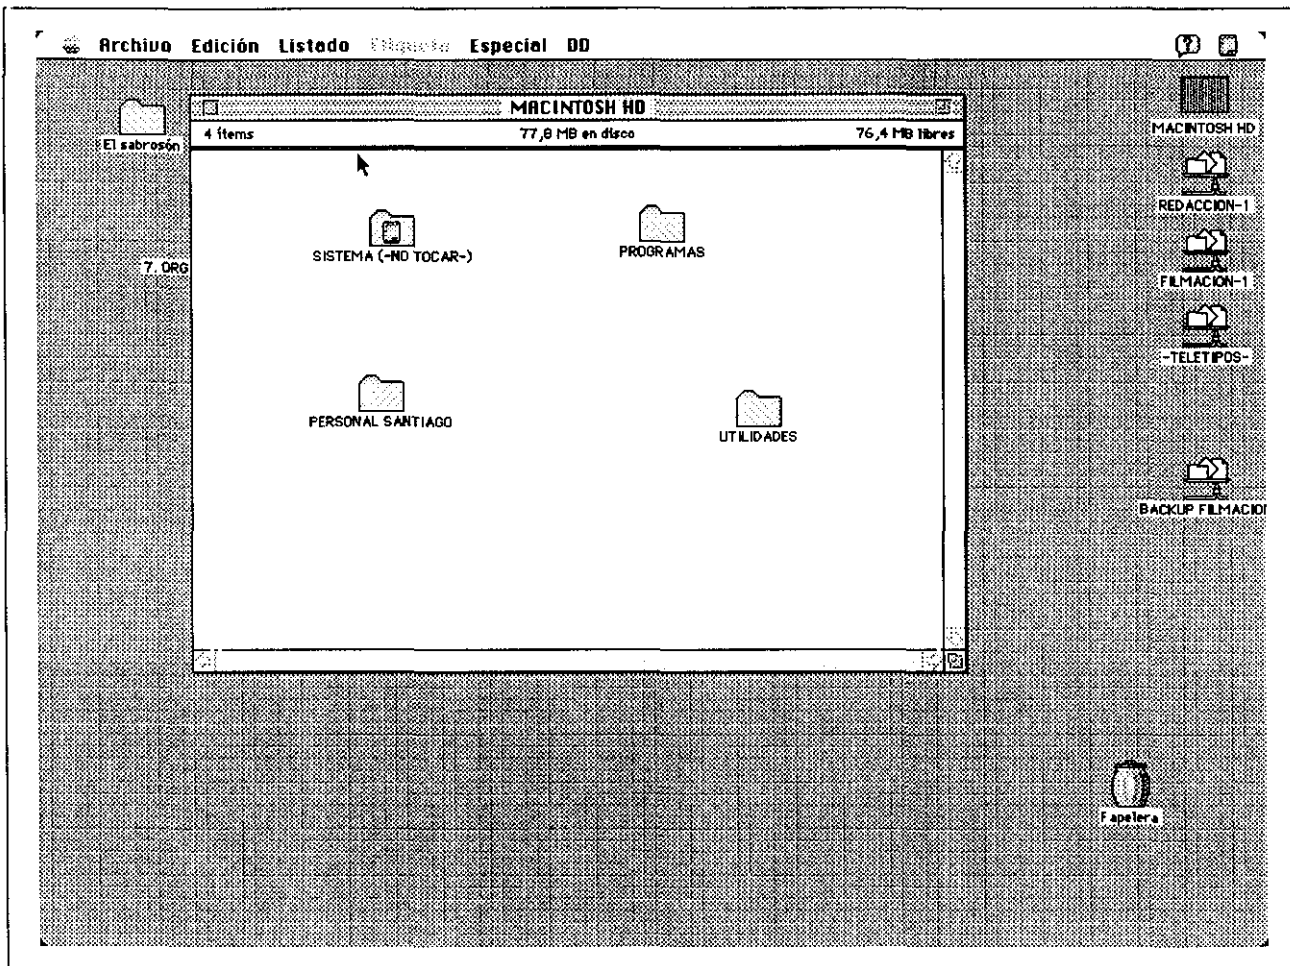 Archivo Edición Listado Etiqueta Especial DD
MACINTOSH HD
4 ítems 77,8 MB en disco 76,4 MB libres
El sabrosón
7. ORG
SISTEMA (-NO TOCAR-)
PROGRAMAS
PERSONAL SANTIAGO
UTILIDADES
MACINTOSH HD
REDACCION-1
FILMACION-1
-TELETIPOS-
BACKUP FILMACION
Papelera